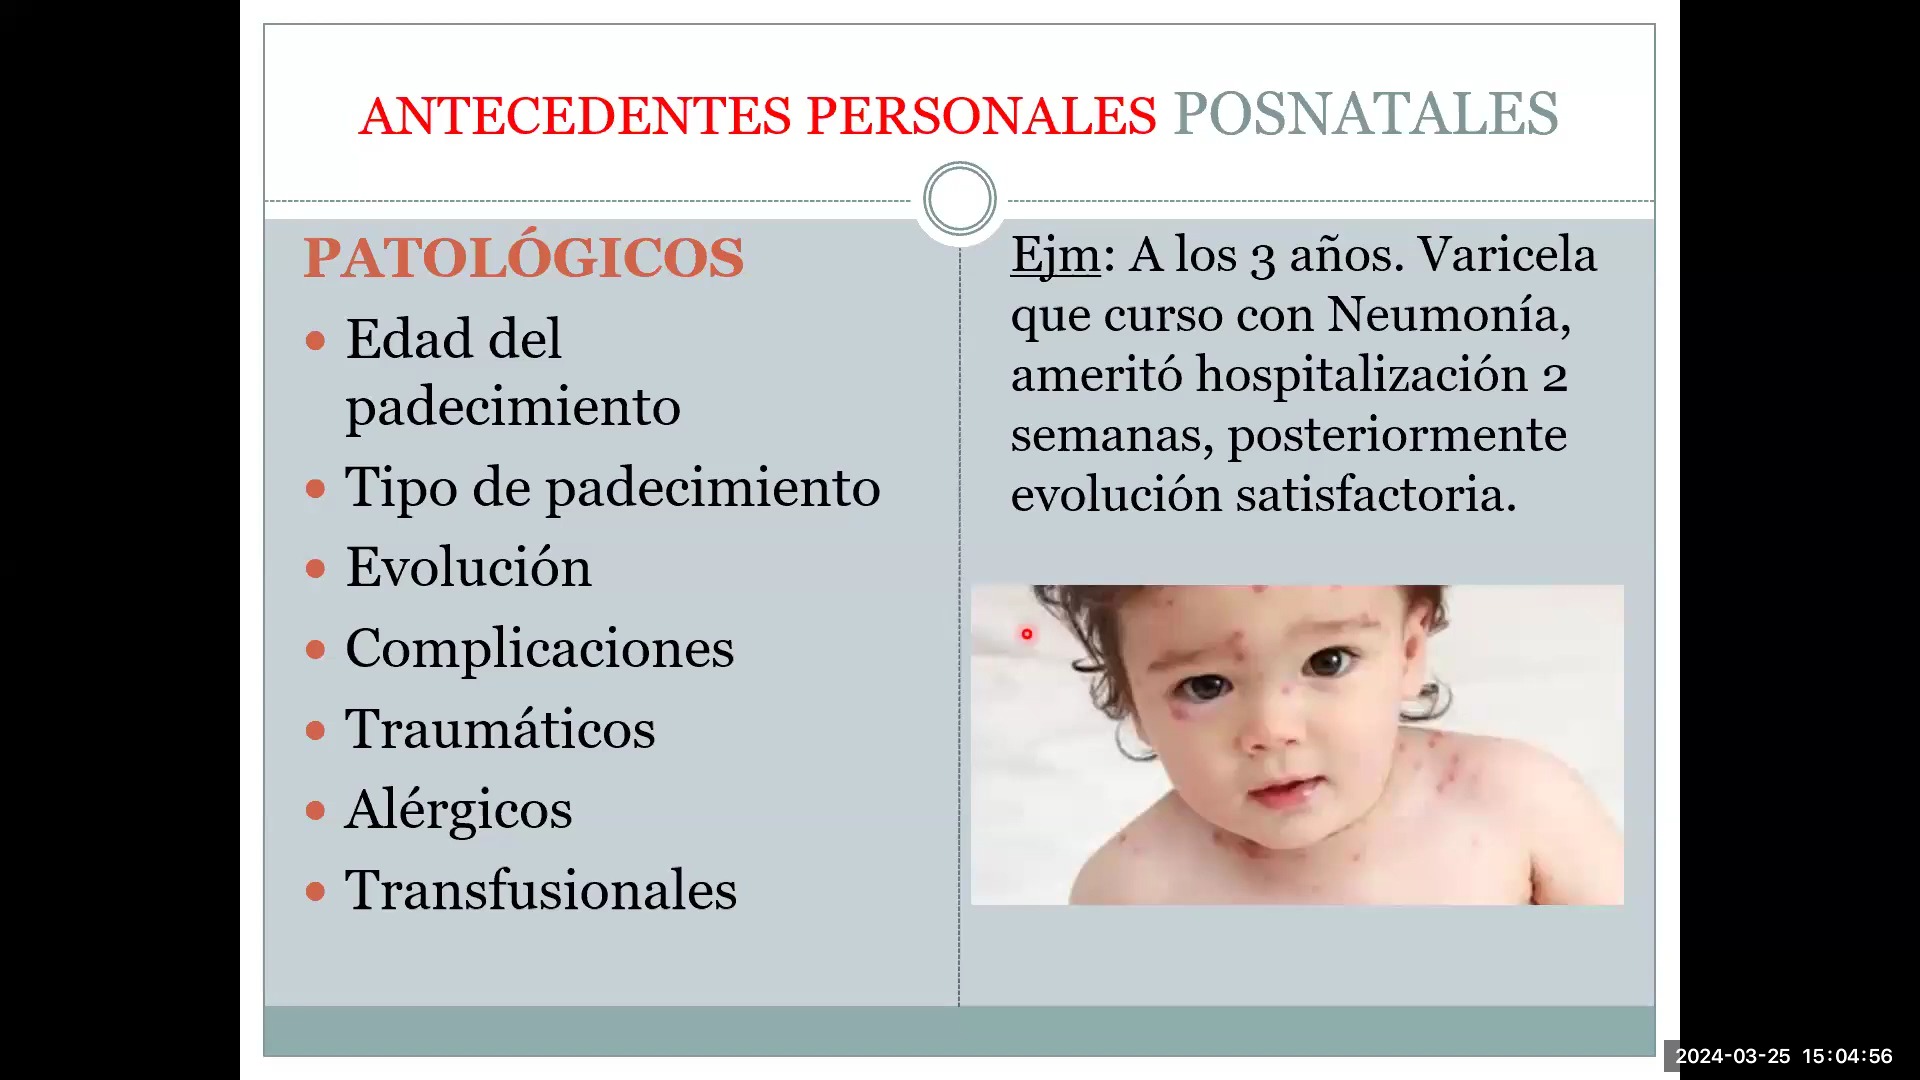 ANTECEDENTES PERSONALES POSNATALES
PATOLÓGICOS
• Edad del
padecimiento
• Tipo de padecimiento
• Evolución
• Complicaciones
• Traumáticos
• Alérgicos
• Transfusionales
Ejm: A los 3 años. Varicela
que curso con Neumonía,
ameritó hospitalización 2
semanas, posteriormente
evolución satisfactoria.
2024-03-25 15:04:56